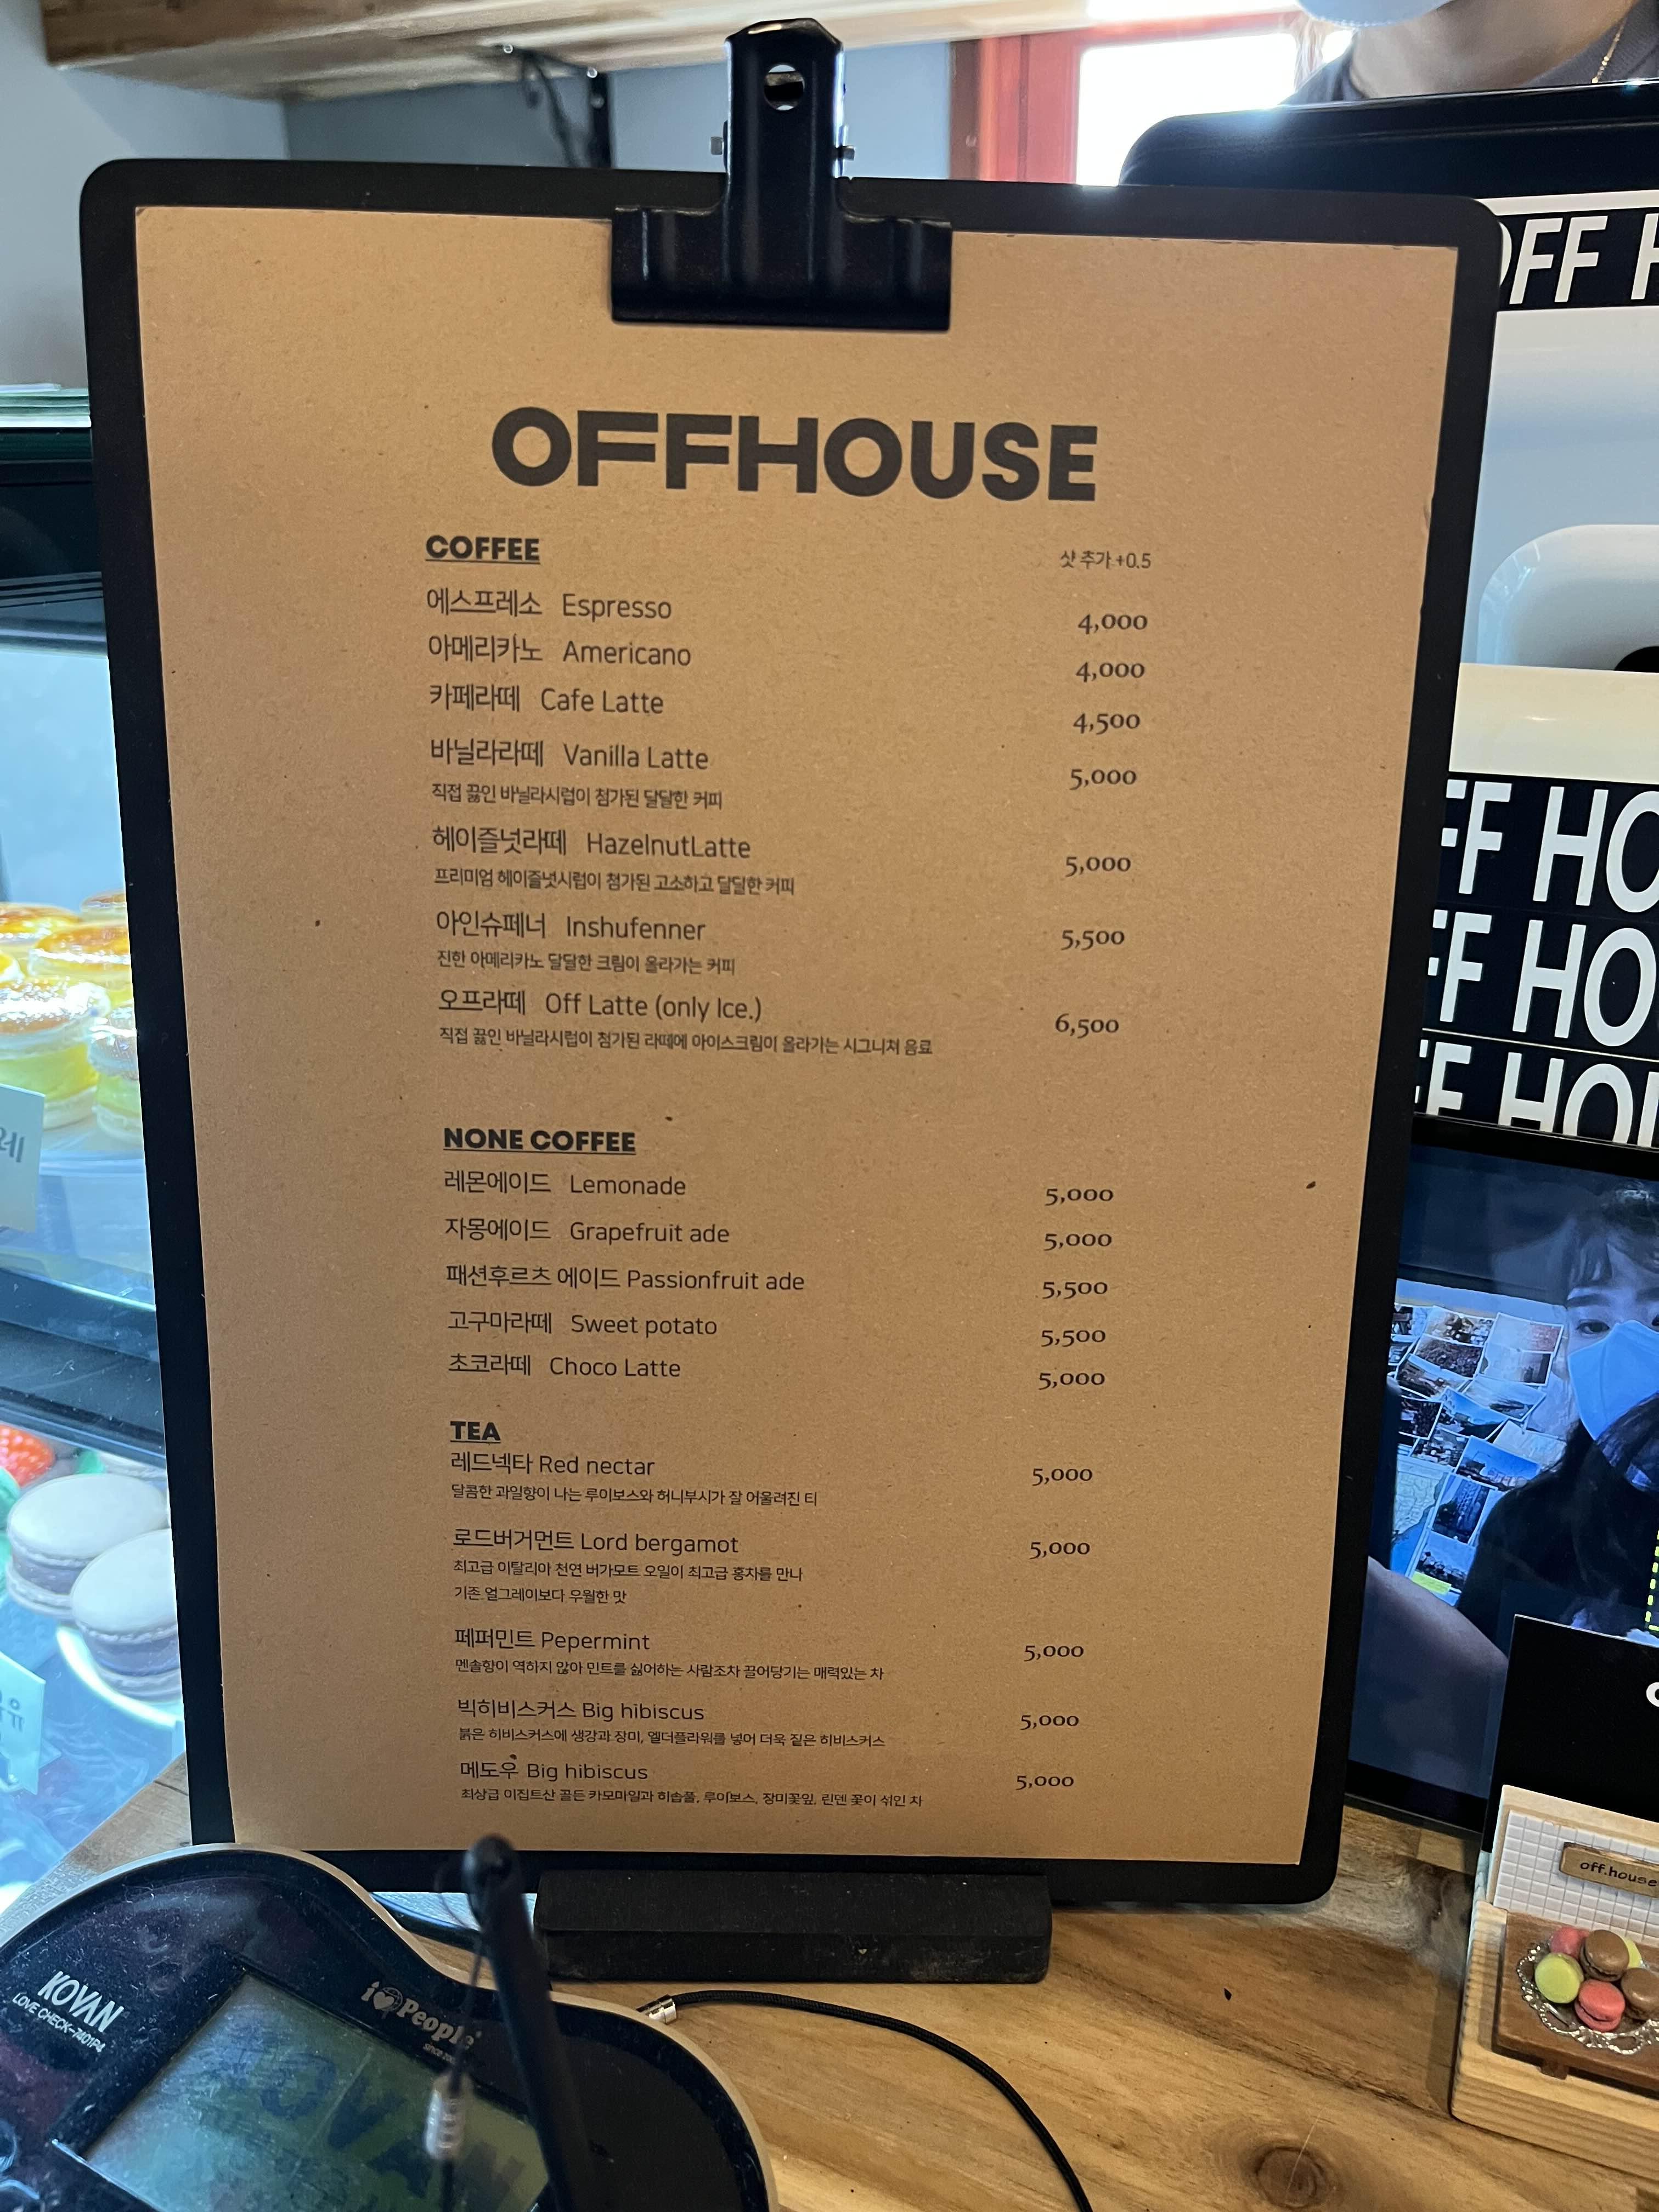 OFFHOUSE
COFFEE 샷 추가 +0.5
에스프레소 Espresso 4,000
아메리카노 Americano 4,000
카페라떼 Cafe Latte 4,500
바닐라라떼 Vanilla Latte 5,000
직접 끓인 바닐라시럽이 첨가된 달달한 커피
헤이즐넛라떼 HazelnutLatte 5,000
프리미엄 헤이즐넛시럽이 첨가된 고소하고 달달한 커피
아인슈페너 Inshufenner 5,500
진한 아메리카노 달달한 크림이 올라가는 커피
오프라떼 Off Latte (only Ice.) 6,500
직접 끓인 바닐라시럽이 첨가된 라떼에 아이스크림이 올라가는 시그니쳐 음료
NONE COFFEE
레몬에이드 Lemonade 5,000
자몽에이드 Grapefruit ade 5,000
패션후르츠 에이드 Passionfruit ade 5,500
고구마라떼 Sweet potato 5,500
초코라떼 Choco Latte 5,000
TEA
레드넥타 Red nectar 5,000
달콤한 과일향이 나는 루이보스와 허니부시가 잘 어울려진 티
로드버거먼트 Lord bergamot 5,000
최고급 이탈리아 천연 버가모트 오일이 최고급 홍차를 만나
기존 얼그레이보다 우월한 맛
페퍼민트 Pepermint 5,000
멘솔향이 역하지 않아 민트를 싫어하는 사람조차 끌어당기는 매력있는 차
빅히비스커스 Big hibiscus 5,000
붉은 히비스커스에 생강과 장미, 엘더플라워를 넣어 더욱 짙은 히비스커스
메도우 Big hibiscus 5,000
최상급 이집트산 골든 카모마일과 히솝풀, 루이보스, 장미꽃잎, 린덴 꽃이 섞인 차
OFF H
FF HO
FF HO
FF HOU
off.house
KOVAN
LOVE CHECK-7401P4
i People
since